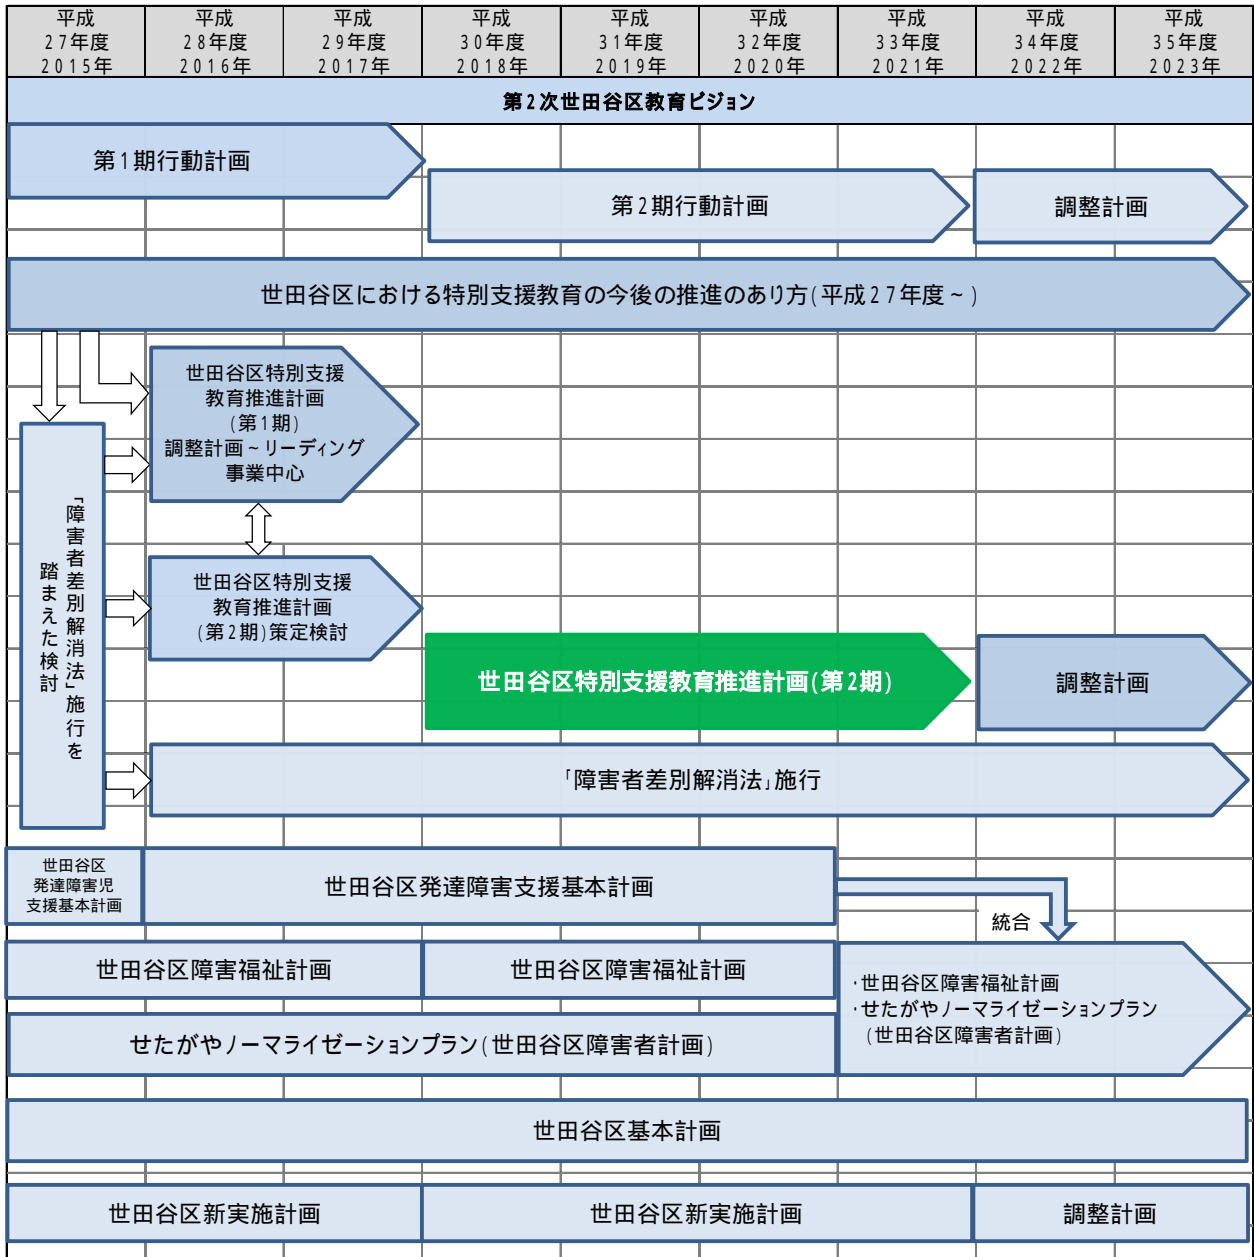 平成
27年度
2015年
平成
28年度
2016年
平成
29年度
2017年
平成
30年度
2018年
平成
31年度
2019年
平成
32年度
2020年
平成
33年度
2021年
平成
34年度
2022年
平成
35年度
2023年
第2次世田谷区教育ビジョン
第1期行動計画
第2期行動計画
調整計画
世田谷区における特別支援教育の今後の推進のあり方(平成27年度~)
世田谷区特別支援
教育推進計画
(第1期)
調整計画~リーディング
事業中心
「障害者差別解消法」施行を
踏まえた検討
世田谷区特別支援
教育推進計画
(第2期)策定検討
世田谷区特別支援教育推進計画(第2期)
調整計画
「障害者差別解消法」施行
世田谷区
発達障害児
支援基本計画
世田谷区発達障害支援基本計画
統合
世田谷区障害福祉計画
世田谷区障害福祉計画
・世田谷区障害福祉計画
・せたがやノーマライゼーションプラン
(世田谷区障害者計画)
せたがやノーマライゼーションプラン(世田谷区障害者計画)
世田谷区基本計画
世田谷区新実施計画
世田谷区新実施計画
調整計画